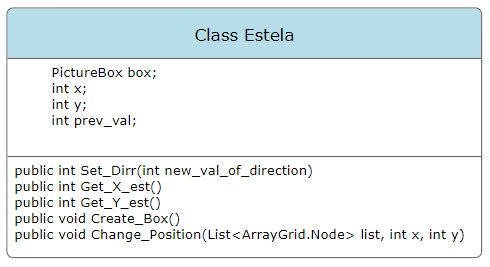 Class Estela
PictureBox box;
int x;
int y;
int prev_val;
public int Set_Dirr(int new_val_of_direction)
public int Get_X_est()
public int Get_Y_est()
public void Create_Box()
public void Change_Position(List<ArrayGrid.Node> list, int x, int y)